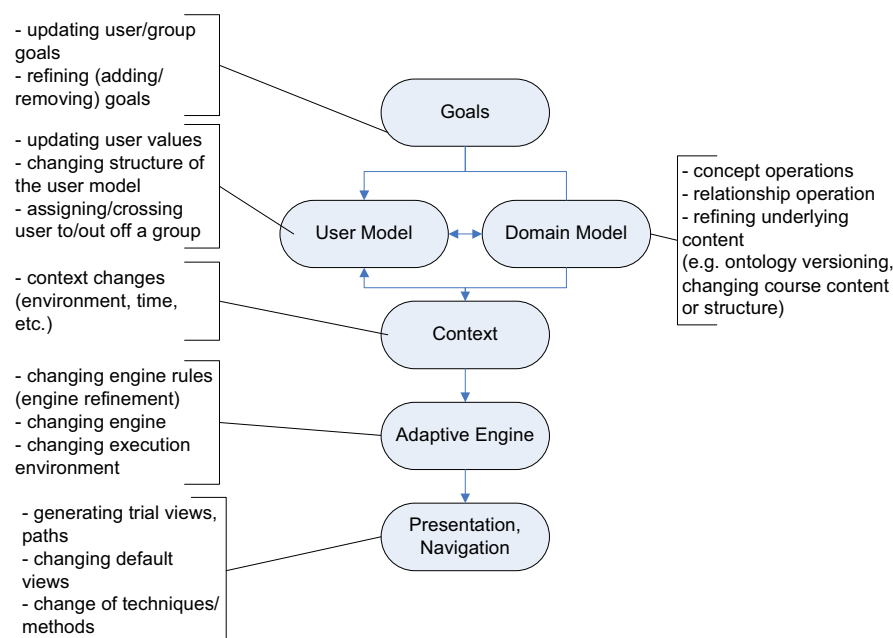 - updating user/group
goals
- refining (adding/
removing) goals
Goals
- updating user values
- changing structure of
the user model
- assigning/crossing
user to/out off a group
User Model
Domain Model
- concept operations
- relationship operation
- refining underlying
content
(e.g. ontology versioning,
changing course content
or structure)
- context changes
(environment, time,
etc.)
Context
- changing engine rules
(engine refinement)
- changing engine
- changing execution
environment
Adaptive Engine
- generating trial views,
paths
- changing default
views
- change of techniques/
methods
Presentation,
Navigation